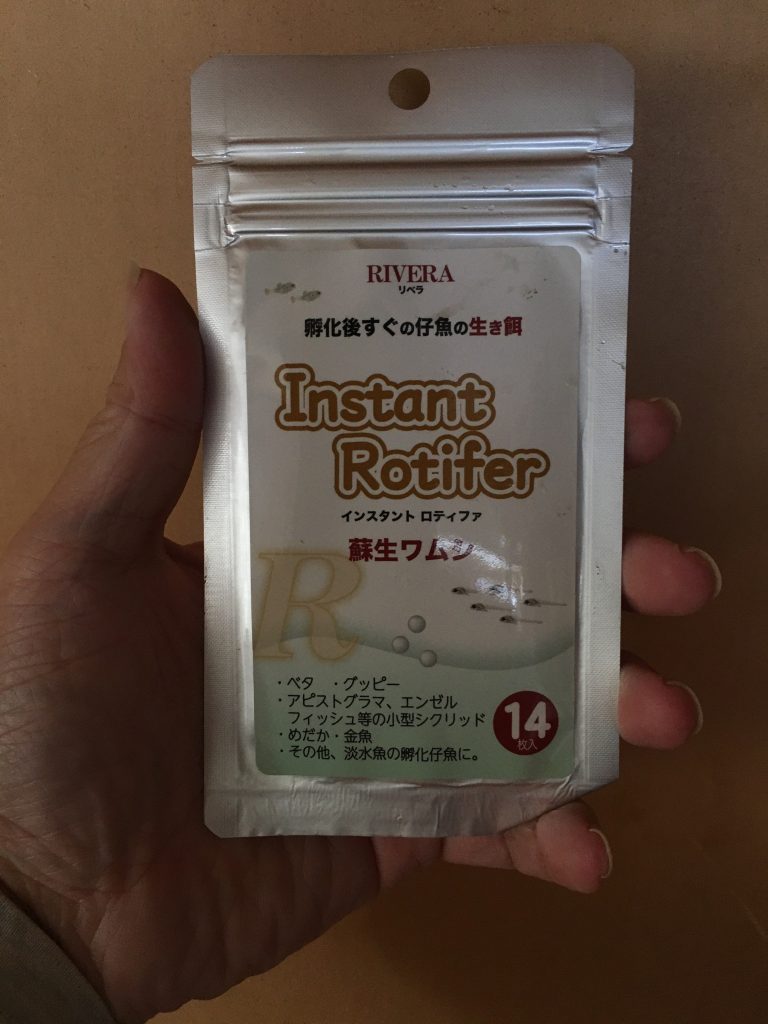 RIVERA
リベラ
孵化後すぐの仔魚の生き餌
Instant
Rotifer
インスタント ロティファ
蘇生ワムシ
R
・ベタ ・グッピー
・アピストグラマ、エンゼル
フィッシュ等の小型シクリッド
・めだか・金魚
・その他、淡水魚の孵化仔魚に。
14
枚入